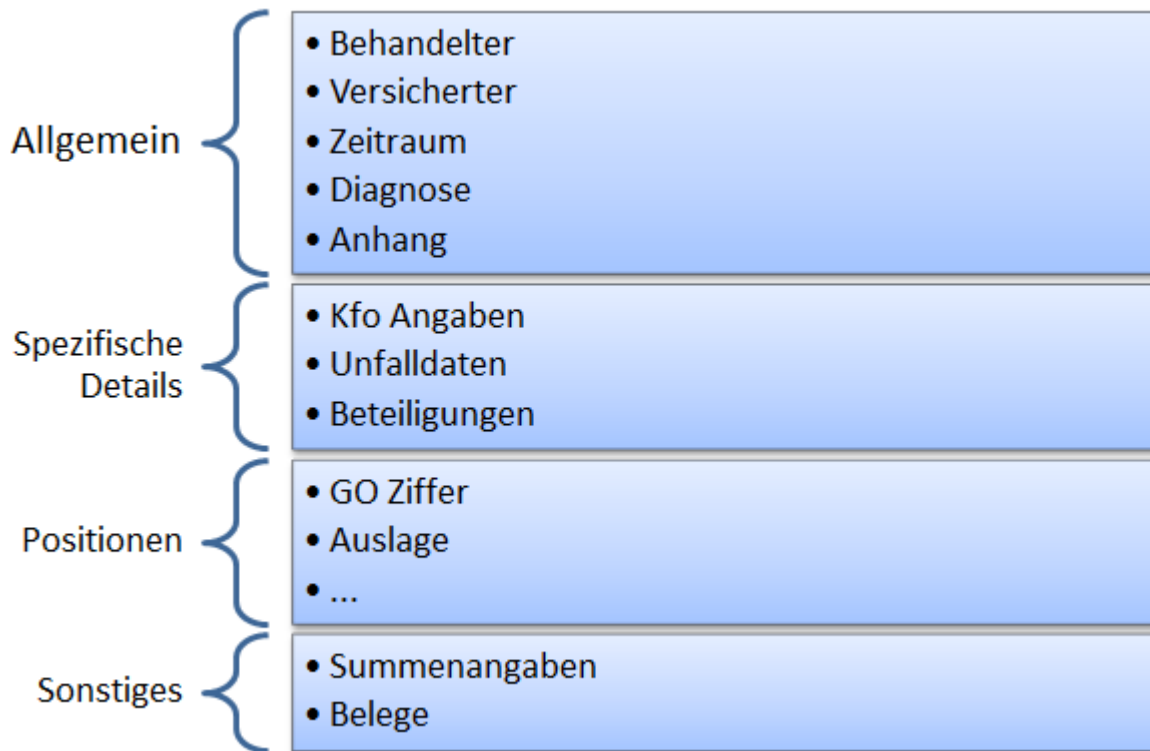 Allgemein
• Behandelter
• Versicherter
• Zeitraum
• Diagnose
• Anhang
Spezifische
Details
• Kfo Angaben
• Unfalldaten
• Beteiligungen
Positionen
• GO Ziffer
• Auslage
• ...
Sonstiges
• Summenangaben
• Belege